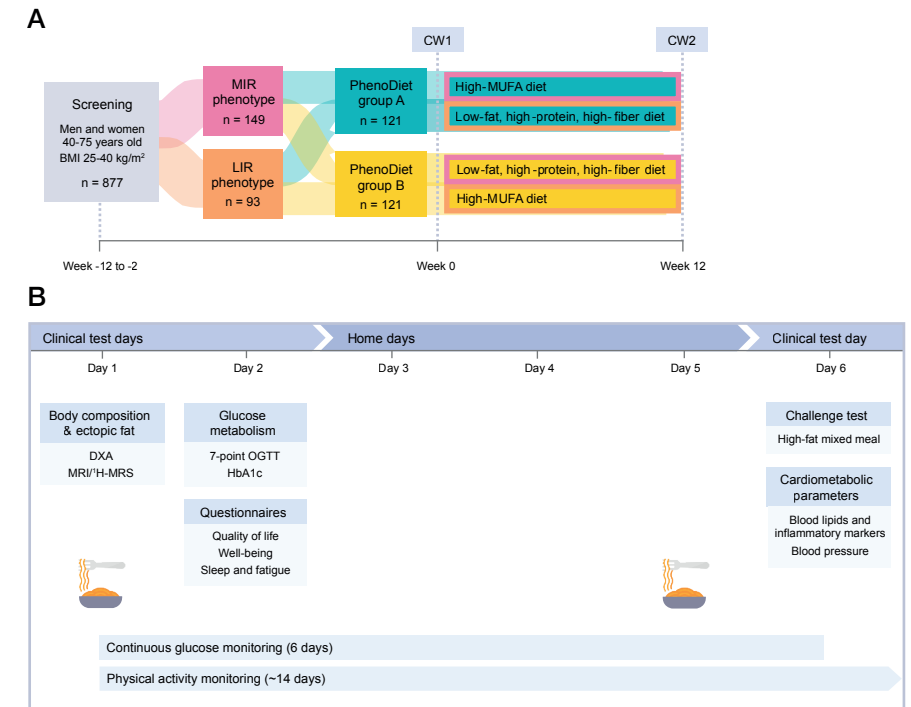 A
CW1
CW2
Screening
Men and women
40-75 years old
BMI 25-40 kg/m²
n = 877
MIR
phenotype
n = 149
LIR
phenotype
n = 93
PhenoDiet
group A
n = 121
PhenoDiet
group B
n = 121
High-MUFA diet
Low-fat, high-protein, high-fiber diet
Low-fat, high-protein, high-fiber diet
High-MUFA diet
Week -12 to -2
Week 0
Week 12
B
Clinical test days
Home days
Clinical test day
Day 1
Day 2
Day 3
Day 4
Day 5
Day 6
Body composition
& ectopic fat
DXA
MRI/¹H-MRS
Glucose
metabolism
7-point OGTT
HbA1c
Questionnaires
Quality of life
Well-being
Sleep and fatigue
Challenge test
High-fat mixed meal
Cardiometabolic
parameters
Blood lipids and
inflammatory markers
Blood pressure
Continuous glucose monitoring (6 days)
Physical activity monitoring (~14 days)